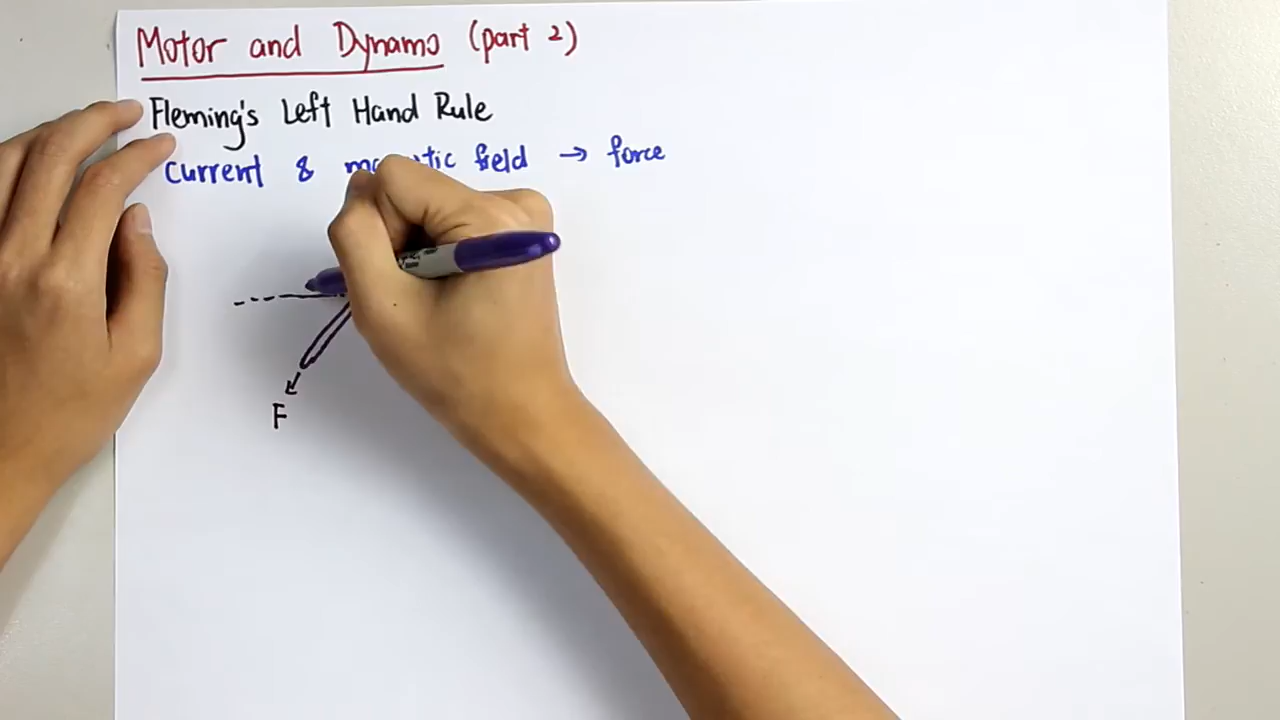 Motor and Dynamo (part 2)
Fleming's Left Hand Rule
Current & field → force
F